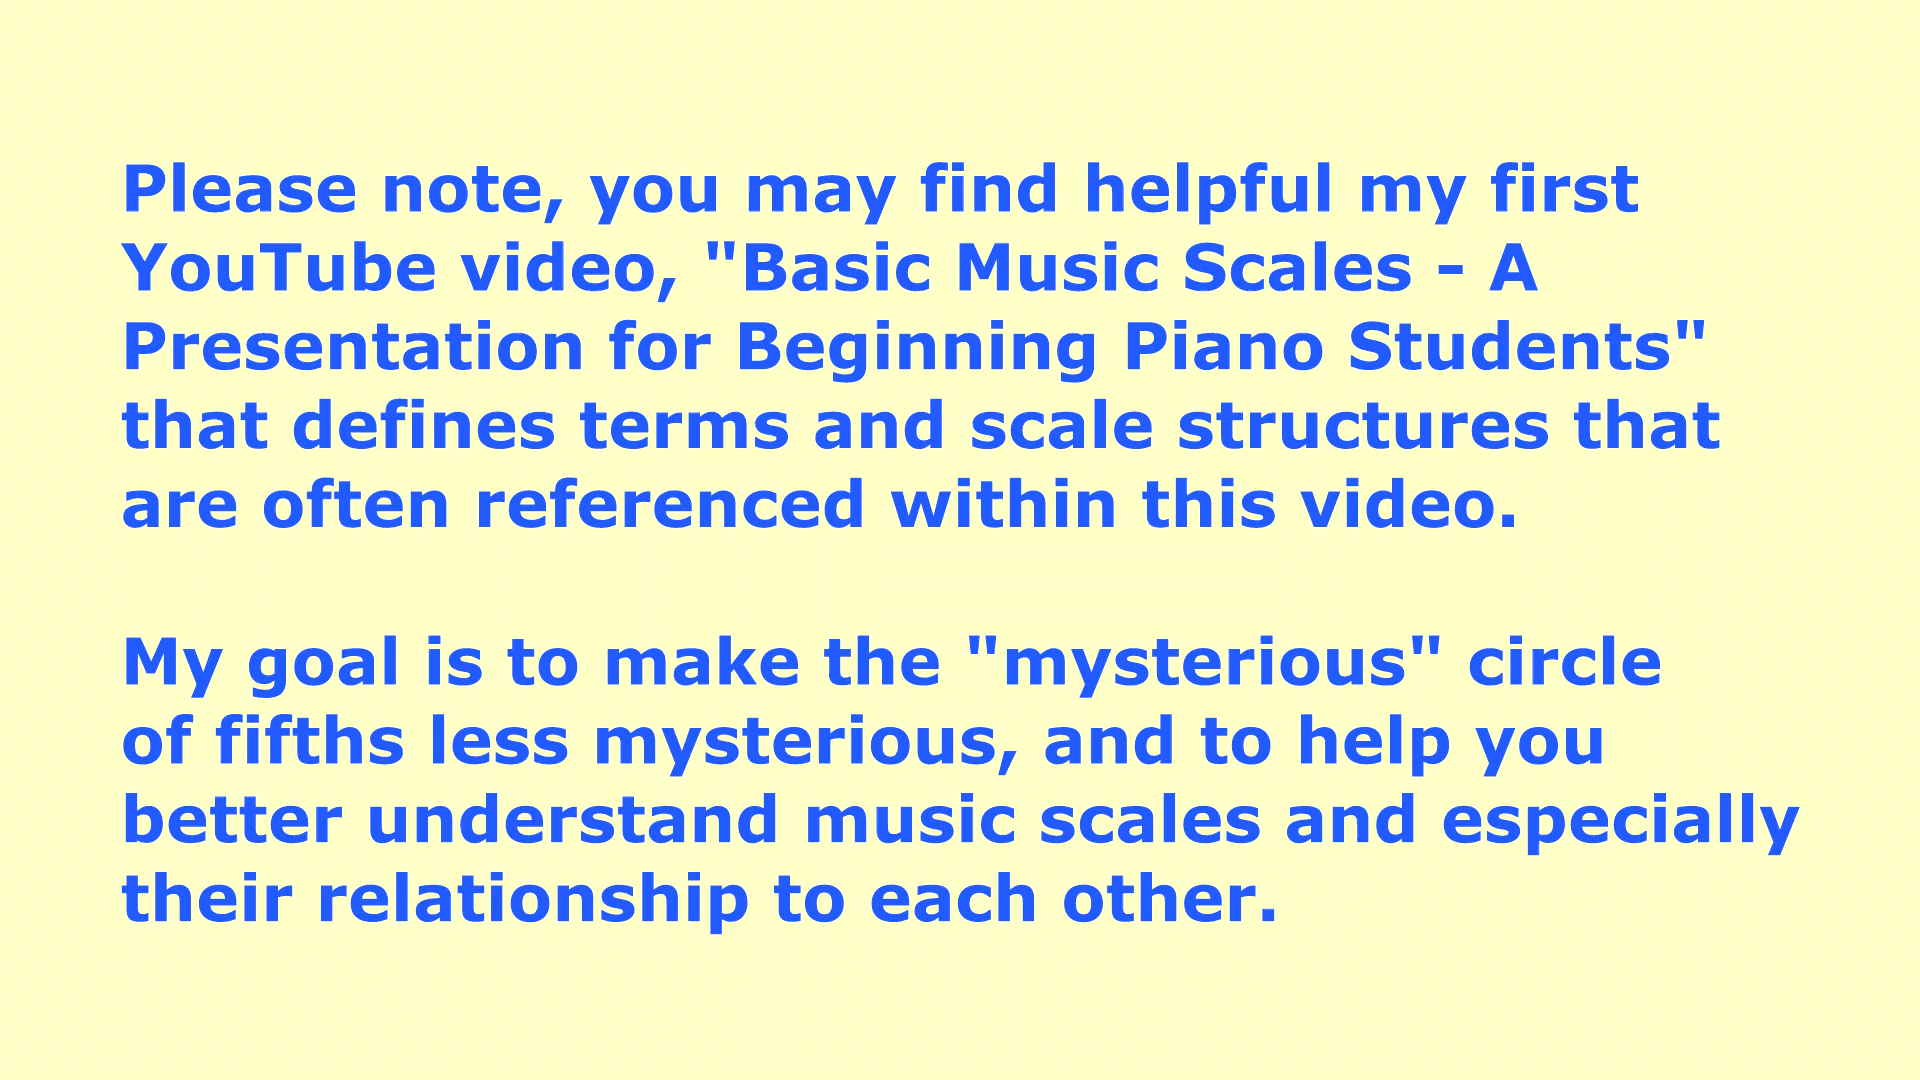 Please note, you may find helpful my first
YouTube video, "Basic Music Scales – A
Presentation for Beginning Piano Students"
that defines terms and scale structures that
are often referenced within this video.
My goal is to make the "mysterious" circle
of fifths less mysterious, and to help you
better understand music scales and especially
their relationship to each other.